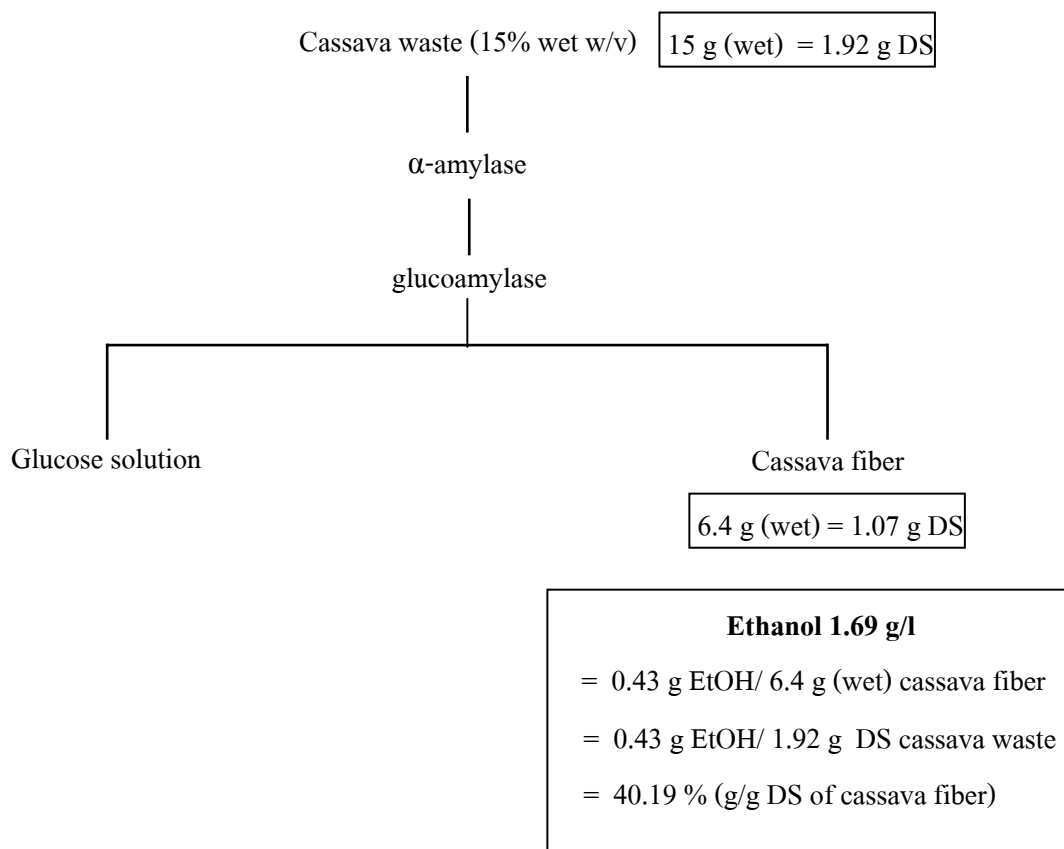 Cassava waste (15% wet w/v)
15 g (wet) = 1.92 g DS
α-amylase
glucoamylase
Glucose solution
Cassava fiber
6.4 g (wet) = 1.07 g DS
Ethanol 1.69 g/l
= 0.43 g EtOH/ 6.4 g (wet) cassava fiber
= 0.43 g EtOH/ 1.92 g DS cassava waste
= 40.19 % (g/g DS of cassava fiber)